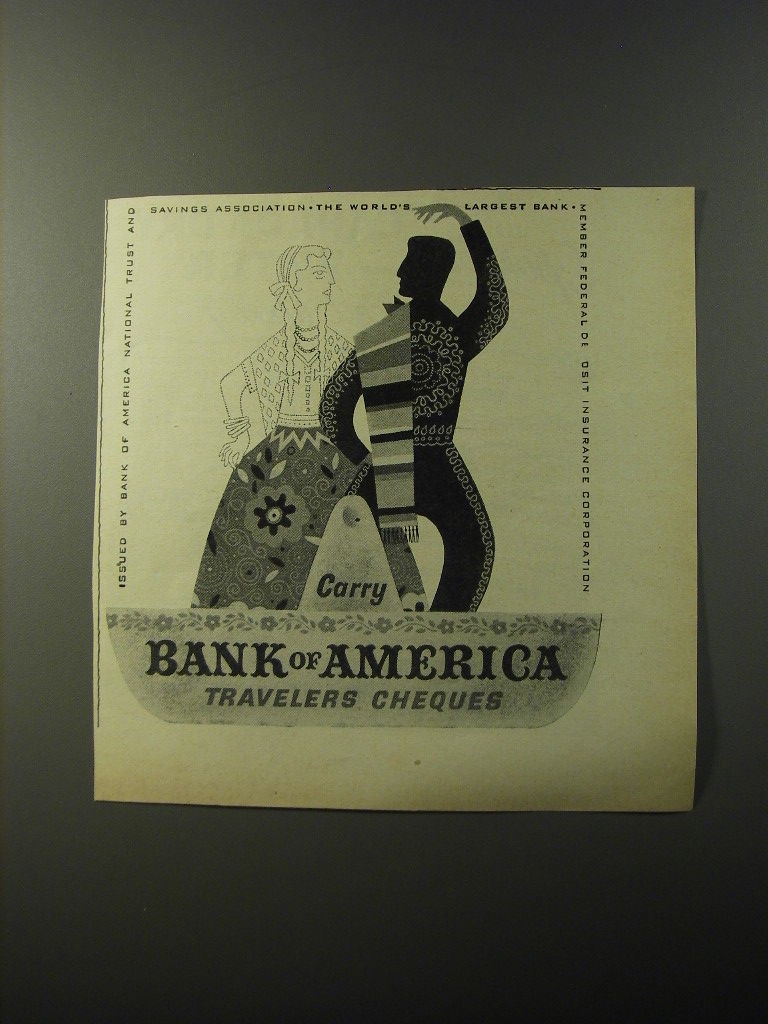 ISSUED BY BANK OF AMERICA NATIONAL TRUST AND
SAVINGS ASSOCIATION • THE WORLD'S LARGEST BANK •
MEMBER FEDERAL DE OSIT INSURANCE CORPORATION
Carry
BANK OF AMERICA
TRAVELERS CHEQUES